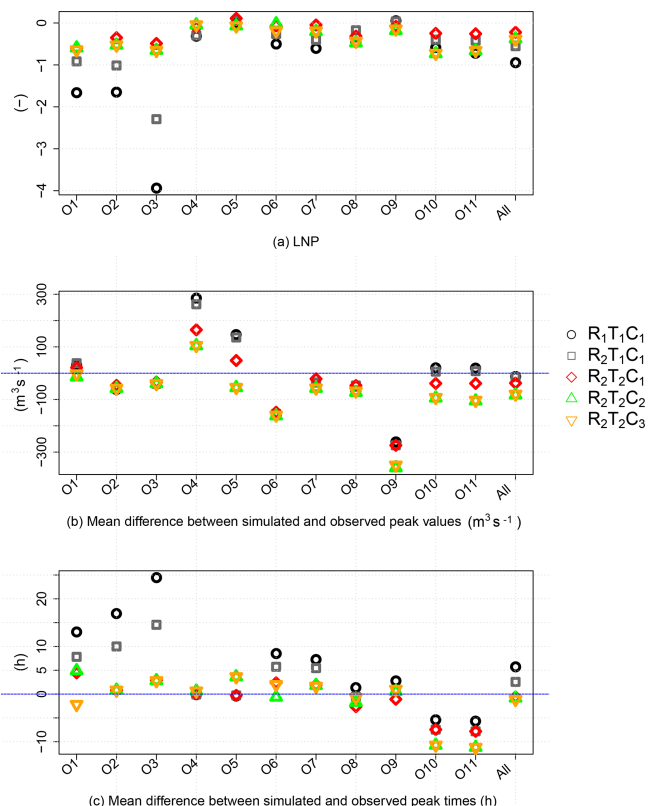 0
−1
−2
−3
−4
(−)
O1 O2 O3 O4 O5 O6 O7 O8 O9 O10 O11 All
(a) LNP
300
100
−100
−300
(m³s⁻¹)
O1 O2 O3 O4 O5 O6 O7 O8 O9 O10 O11 All
(b) Mean difference between simulated and observed peak values (m³s⁻¹)
R₁T₁C₁
R₂T₁C₁
R₂T₂C₁
R₂T₂C₂
R₂T₂C₃
20
10
5
0
−10
(h)
O1 O2 O3 O4 O5 O6 O7 O8 O9 O10 O11 All
(c) Mean difference between simulated and observed peak times (h)